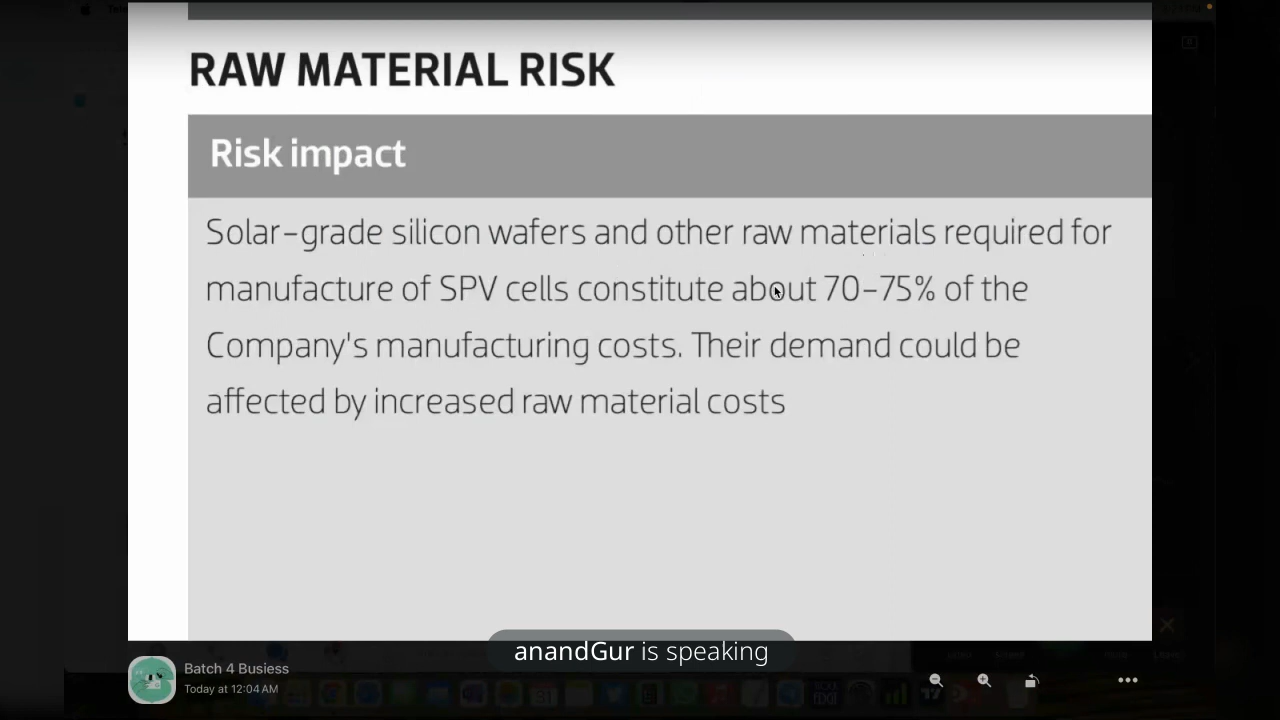 RAW MATERIAL RISK
Risk impact
Solar-grade silicon wafers and other raw materials required for
manufacture of SPV cells constitute about 70-75% of the
Company's manufacturing costs. Their demand could be
affected by increased raw material costs
anandGur is speaking
Batch 4 Busiess
Today at 12:04 AM